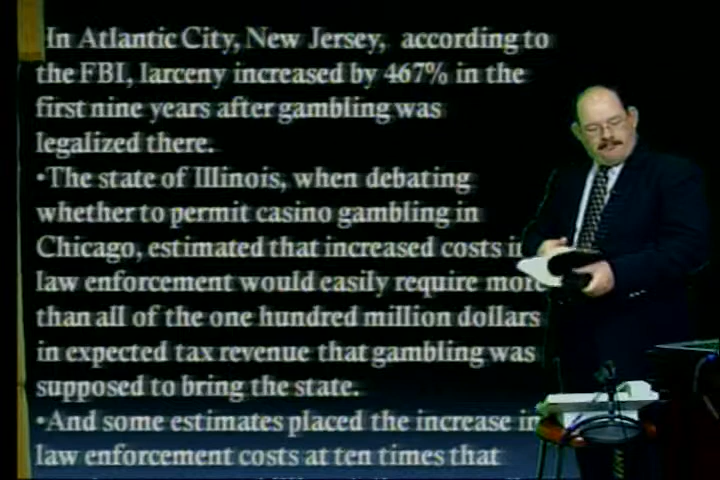 In Atlantic City, New Jersey, according to
the FBI, larceny increased by 467% in the
first nine years after gambling was
legalized there.
•The state of Illinois, when debating
whether to permit casino gambling in
Chicago, estimated that increased costs in
law enforcement would easily require more
than all of the one hundred million dollars
in expected tax revenue that gambling was
supposed to bring the state.
•And some estimates placed the increase in
law enforcement costs at ten times that